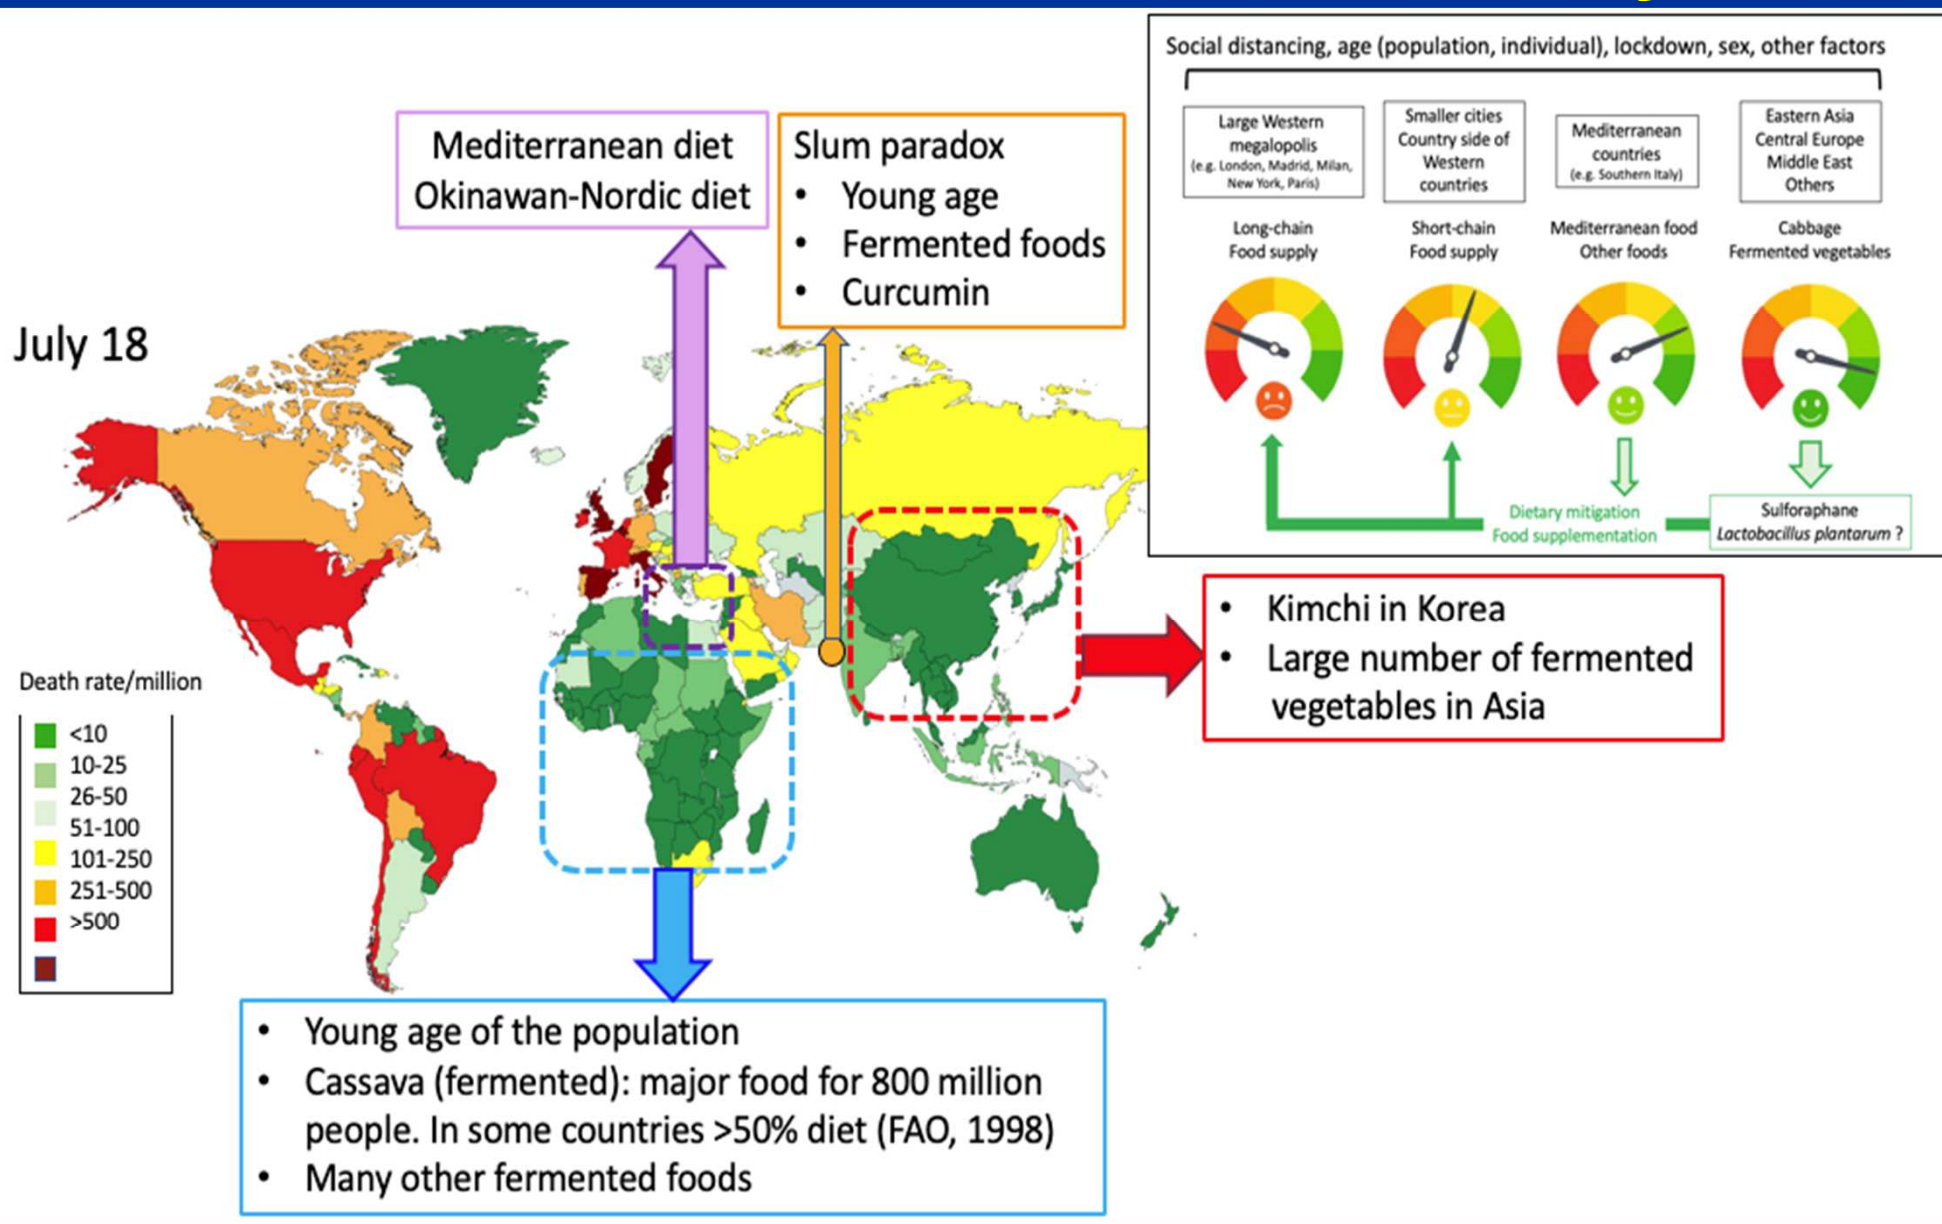 Social distancing, age (population, individual), lockdown, sex, other factors
Large Western
megalopolis
(e.g. London, Madrid, Milan,
New York, Paris)
Smaller cities
Country side of
Western
countries
Mediterranean
countries
(e.g. Southern Italy)
Eastern Asia
Central Europe
Middle East
Others
Long-chain
Food supply
Short-chain
Food supply
Mediterranean food
Other foods
Cabbage
Fermented vegetables
Dietary mitigation
Food supplementation
Sulforaphane
Lactobacillus plantarum ?
Mediterranean diet
Okinawan-Nordic diet
Slum paradox
• Young age
• Fermented foods
• Curcumin
July 18
• Kimchi in Korea
• Large number of fermented
vegetables in Asia
Death rate/million
<10
10-25
26-50
51-100
101-250
251-500
>500
• Young age of the population
• Cassava (fermented): major food for 800 million
people. In some countries >50% diet (FAO, 1998)
• Many other fermented foods